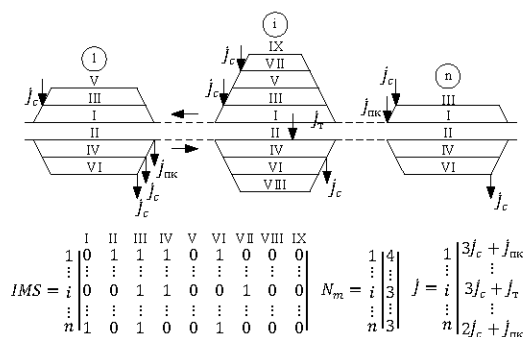 1 i n
IX
j_c VII j_c
V j_c V III
j_c III III j_пк
I I I
II II j_т II
IV IV IV
j_пк
VI VI VI
j_c VIII j_c j_c
j_c
I II III IV V VI VII VIII IX
1 0 1 1 1 0 1 0 0 0 1 4 1 3j_c + j_пк
⋮ ⋮ ⋮ ⋮ ⋮ ⋮ ⋮ ⋮ ⋮ ⋮ ⋮ ⋮ ⋮ ⋮
IMS = i 0 0 1 1 0 0 1 0 0 N_m = i 3 j = i 3j_c + j_т
⋮ ⋮ ⋮ ⋮ ⋮ ⋮ ⋮ ⋮ ⋮ ⋮ ⋮ ⋮ ⋮ ⋮
n 1 0 1 0 0 1 0 0 0 n 3 n 2j_c + j_пк